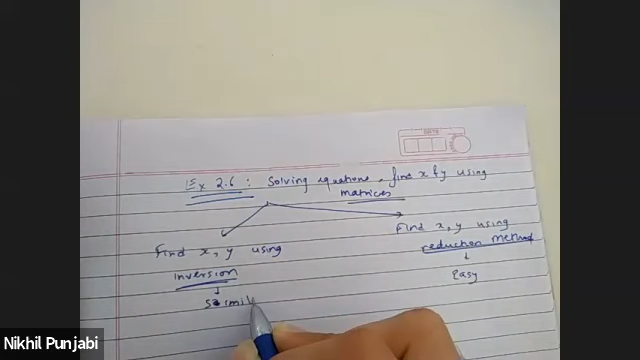 Ex 2.6 : Solving equations, find x & y using
matrices
Find x, y using
inversion
Find x, y using
reduction method
Easy
Nikhil Punjabi